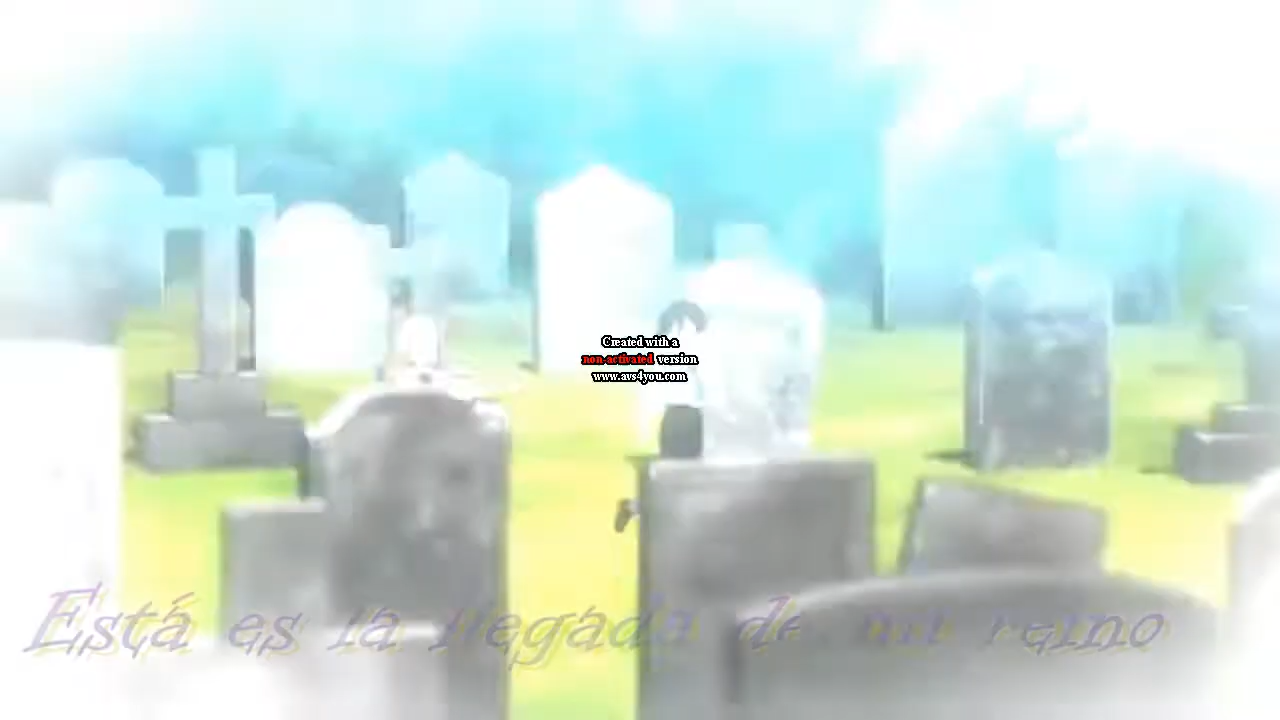 Created with a
non-activated version
www.avs4you.com
Está es la llegada de mi reino